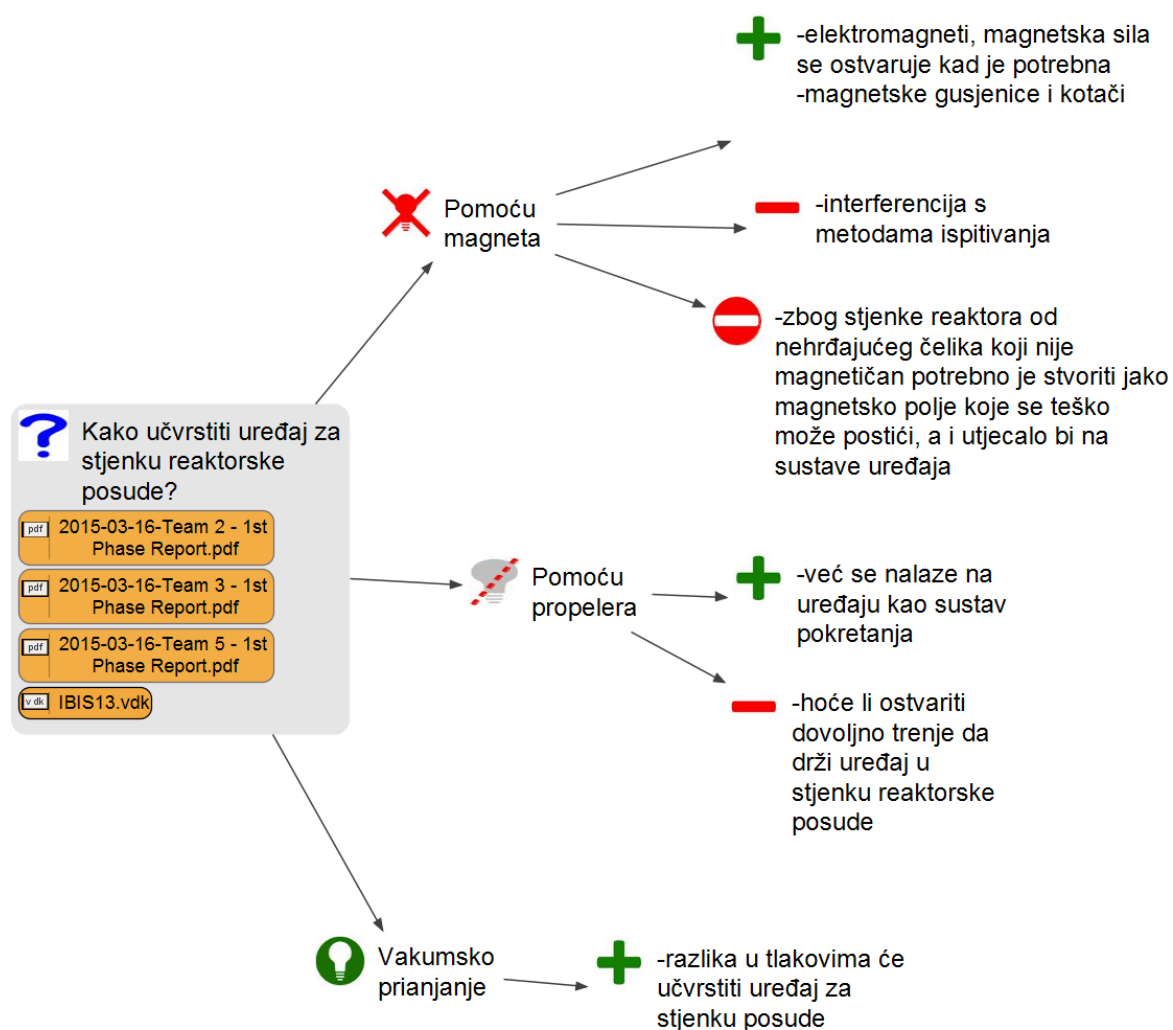 -elektromagneti, magnetska sila
se ostvaruje kad je potrebna
-magnetske gusjenice i kotači
Pomoću
magneta
-interferencija s
metodama ispitivanja
-zbog stjenke reaktora od
nehrđajućeg čelika koji nije
magnetičan potrebno je stvoriti jako
magnetsko polje koje se teško
može postići, a i utjecalo bi na
sustave uređaja
Kako učvrstiti uređaj za
stjenku reaktorske
posude?
pdf 2015-03-16-Team 2 - 1st
Phase Report.pdf
pdf 2015-03-16-Team 3 - 1st
Phase Report.pdf
pdf 2015-03-16-Team 5 - 1st
Phase Report.pdf
v dk IBIS13.vdk
Pomoću
propelera
-već se nalaze na
uređaju kao sustav
pokretanja
-hoće li ostvariti
dovoljno trenje da
drži uređaj u
stjenku reaktorske
posude
Vakumsko
prianjanje
-razlika u tlakovima će
učvrstiti uređaj za
stjenku posude